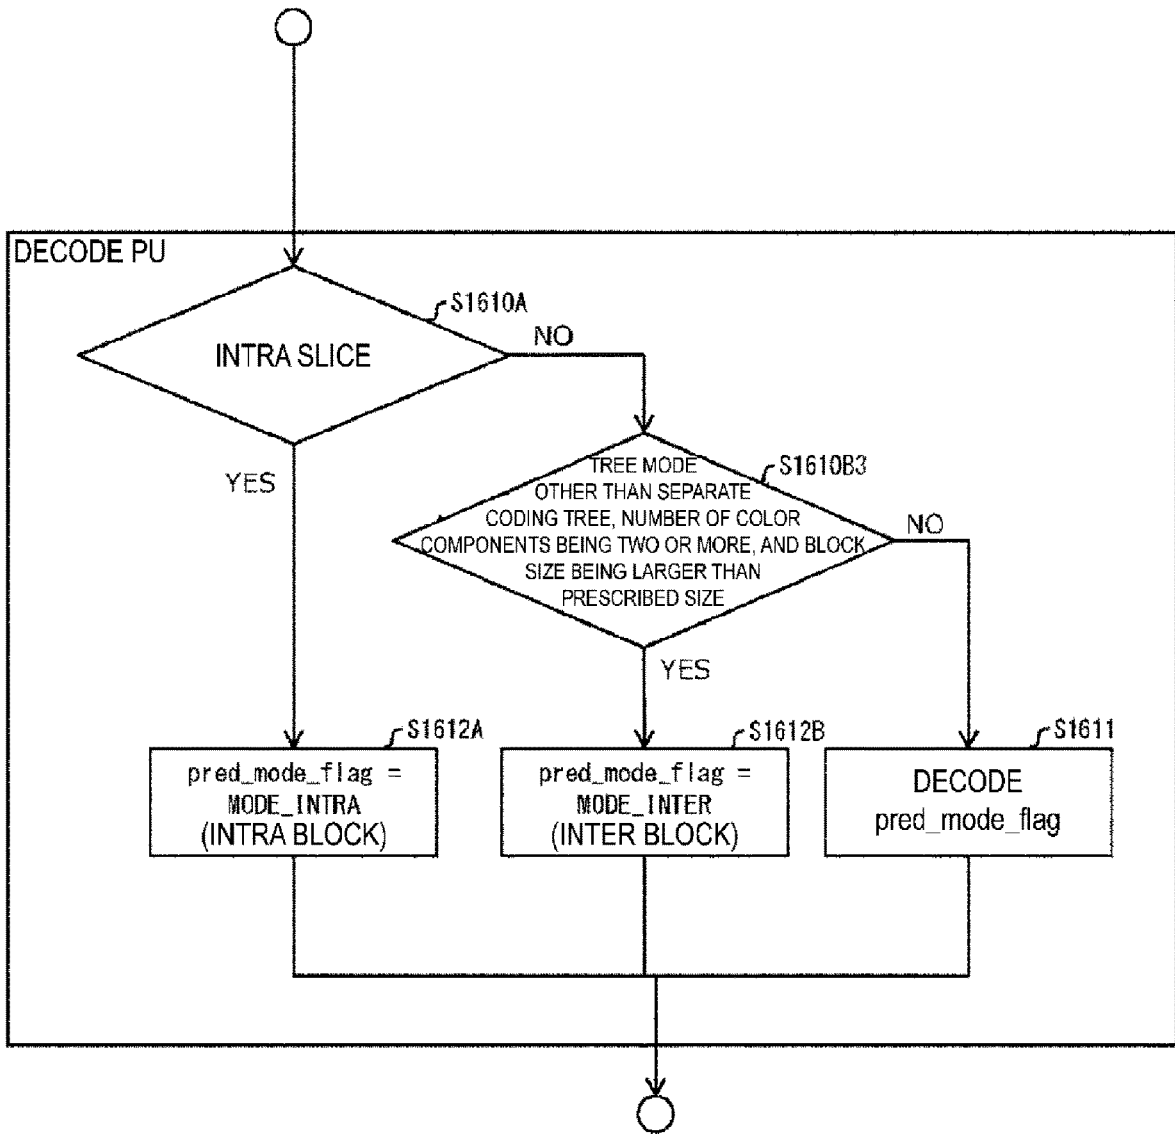 DECODE PU
S1610A
INTRA SLICE
NO
YES
S1610B3
TREE MODE
OTHER THAN SEPARATE
CODING TREE, NUMBER OF COLOR
COMPONENTS BEING TWO OR MORE, AND BLOCK
SIZE BEING LARGER THAN
PRESCRIBED SIZE
NO
YES
S1612A
pred_mode_flag =
MODE_INTRA
(INTRA BLOCK)
S1612B
pred_mode_flag =
MODE_INTER
(INTER BLOCK)
S1611
DECODE
pred_mode_flag